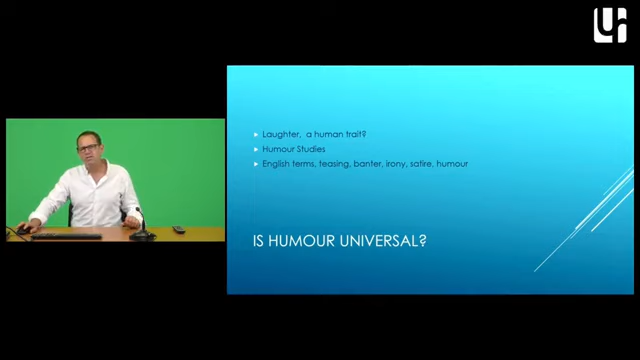 Laughter, a human trait?
Humour Studies
English terms, teasing, banter, irony, satire, humour
IS HUMOUR UNIVERSAL?